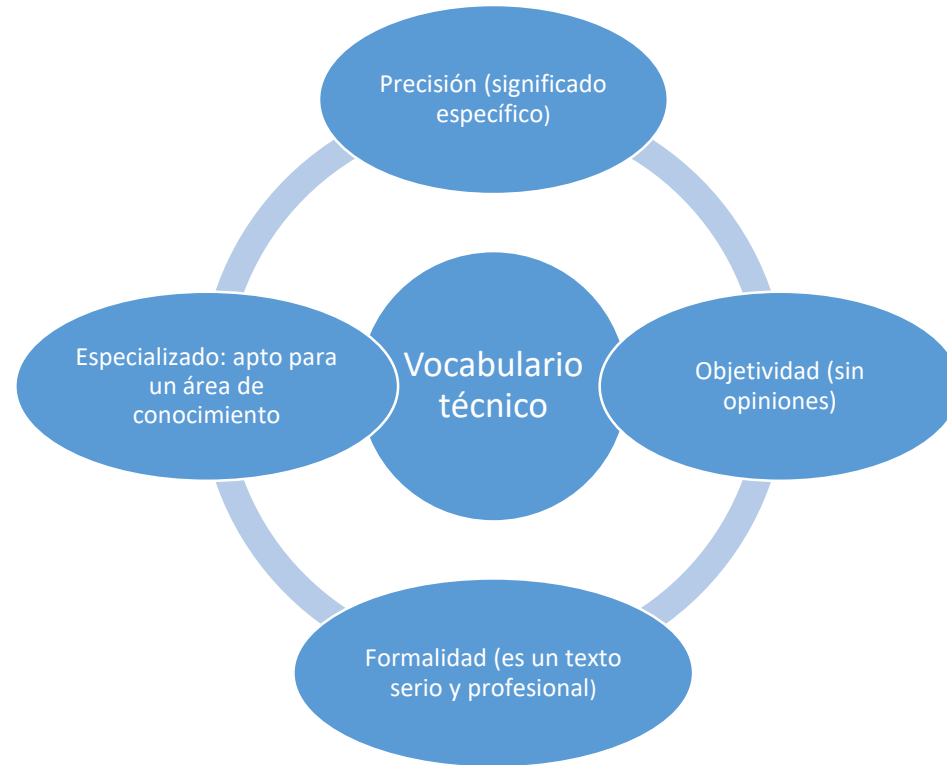 Precisión (significado
específico)
Especializado: apto para
un área de
conocimiento
Vocabulario
técnico
Objetividad (sin
opiniones)
Formalidad (es un texto
serio y profesional)